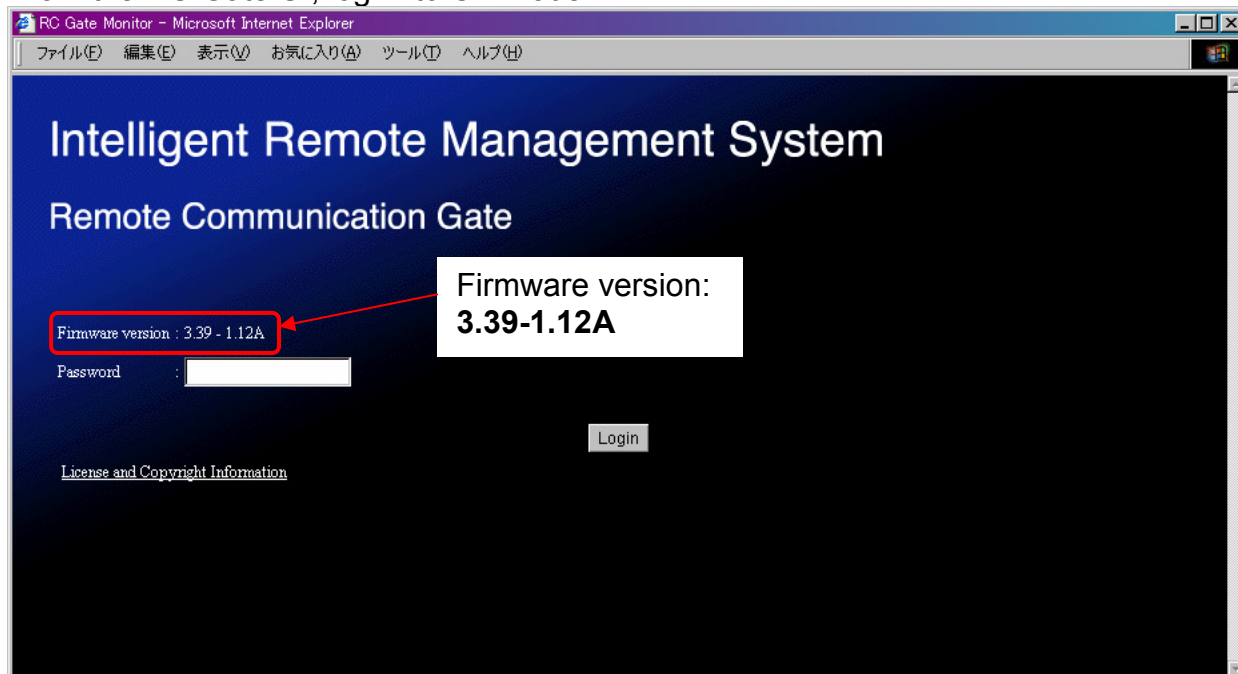 RC Gate Monitor - Microsoft Internet Explorer
ファイル(F) 編集(E) 表示(V) お気に入り(A) ツール(T) ヘルプ(H)
Intelligent Remote Management System
Remote Communication Gate
Firmware version:
3.39-1.12A
Firmware version : 3.39 - 1.12A
Password :
Login
License and Copyright Information